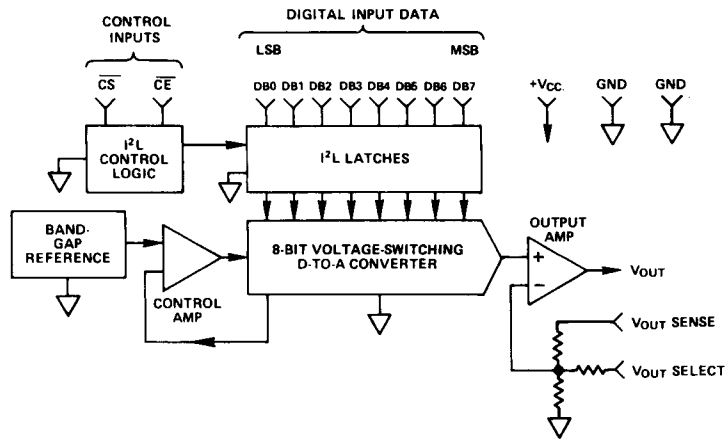 CONTROL
INPUTS
DIGITAL INPUT DATA
LSB
MSB
CS
CE
DB0 DB1 DB2 DB3 DB4 DB5 DB6 DB7
+VCC
GND
GND
I²L
CONTROL
LOGIC
I²L LATCHES
BAND-
GAP
REFERENCE
CONTROL
AMP
8-BIT VOLTAGE-SWITCHING
D-TO-A CONVERTER
OUTPUT
AMP
+
−
VOUT
VOUT SENSE
VOUT SELECT